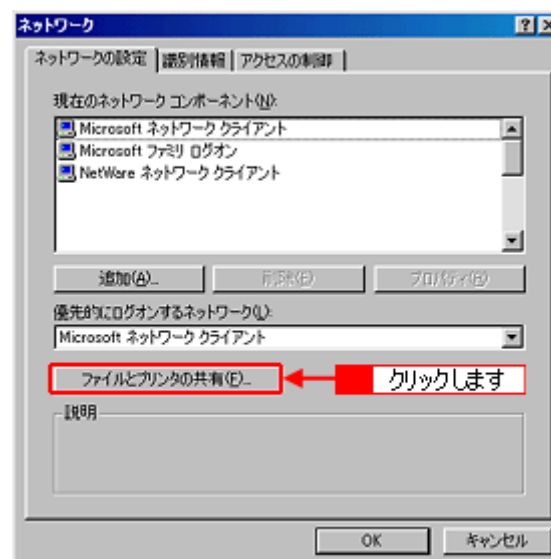 ネットワーク
ネットワークの設定 識別情報 アクセスの制御
現在のネットワーク コンポーネント(N):
Microsoft ネットワーク クライアント
Microsoft ファミリ ログオン
NetWare ネットワーク クライアント
追加(A)... 削除(E) プロパティ(R)
優先的にログオンするネットワーク(L):
Microsoft ネットワーク クライアント
ファイルとプリンタの共有(F)... クリックします
説明
OK キャンセル